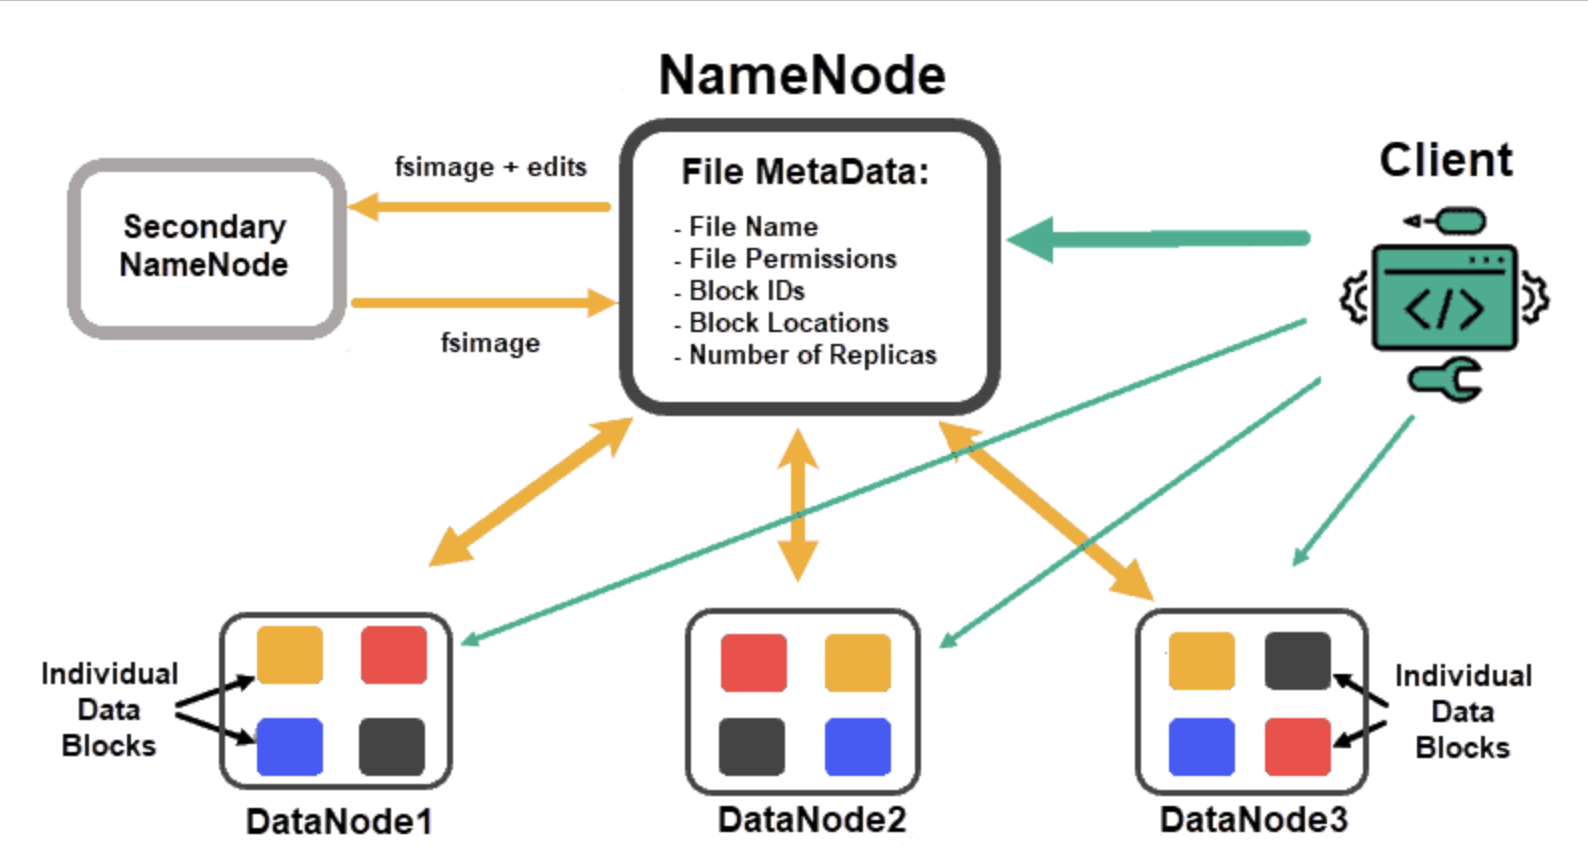 NameNode
File MetaData:
- File Name
- File Permissions
- Block IDs
- Block Locations
- Number of Replicas
fsimage + edits
Secondary
NameNode
fsimage
Client
</>
Individual
Data
Blocks
DataNode1
DataNode2
DataNode3
Individual
Data
Blocks